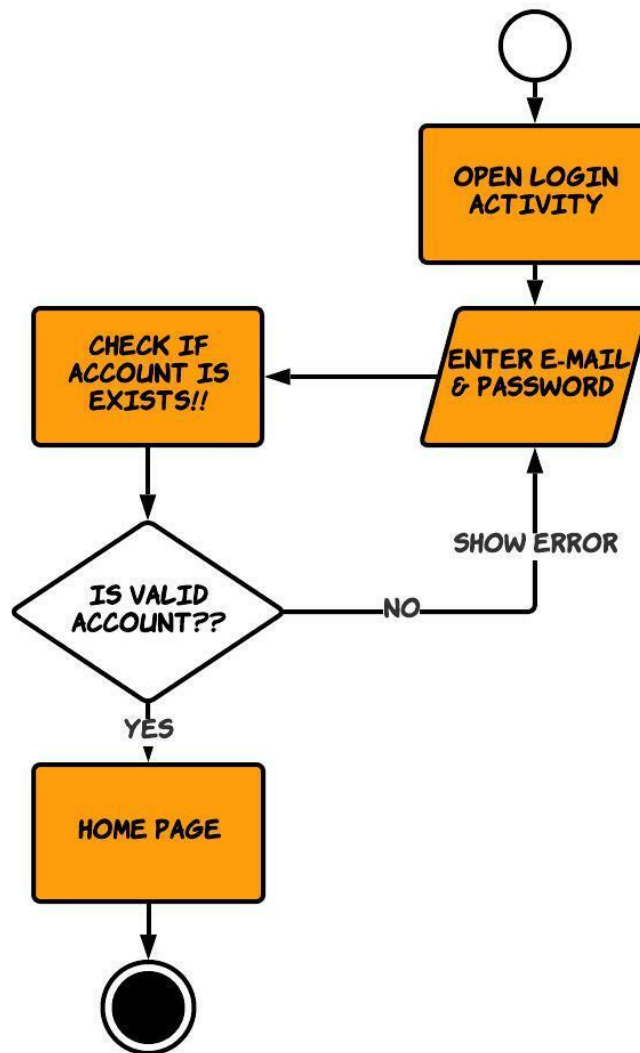 OPEN LOGIN
ACTIVITY
ENTER E-MAIL
& PASSWORD
CHECK IF
ACCOUNT IS
EXISTS!!
IS VALID
ACCOUNT??
NO
SHOW ERROR
YES
HOME PAGE